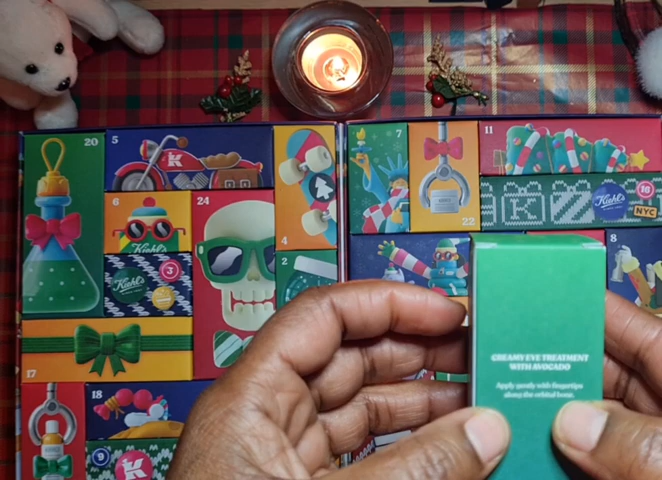 20
5
K
4
7
22
11
K
Kiehl's
18
NYC
6
Kiehl's
24
Kiehl's
3
2
8
17
18
9
K
CREAMY EYE TREATMENT
WITH AVOCADO
Apply gently with fingertips
along the orbital bone.